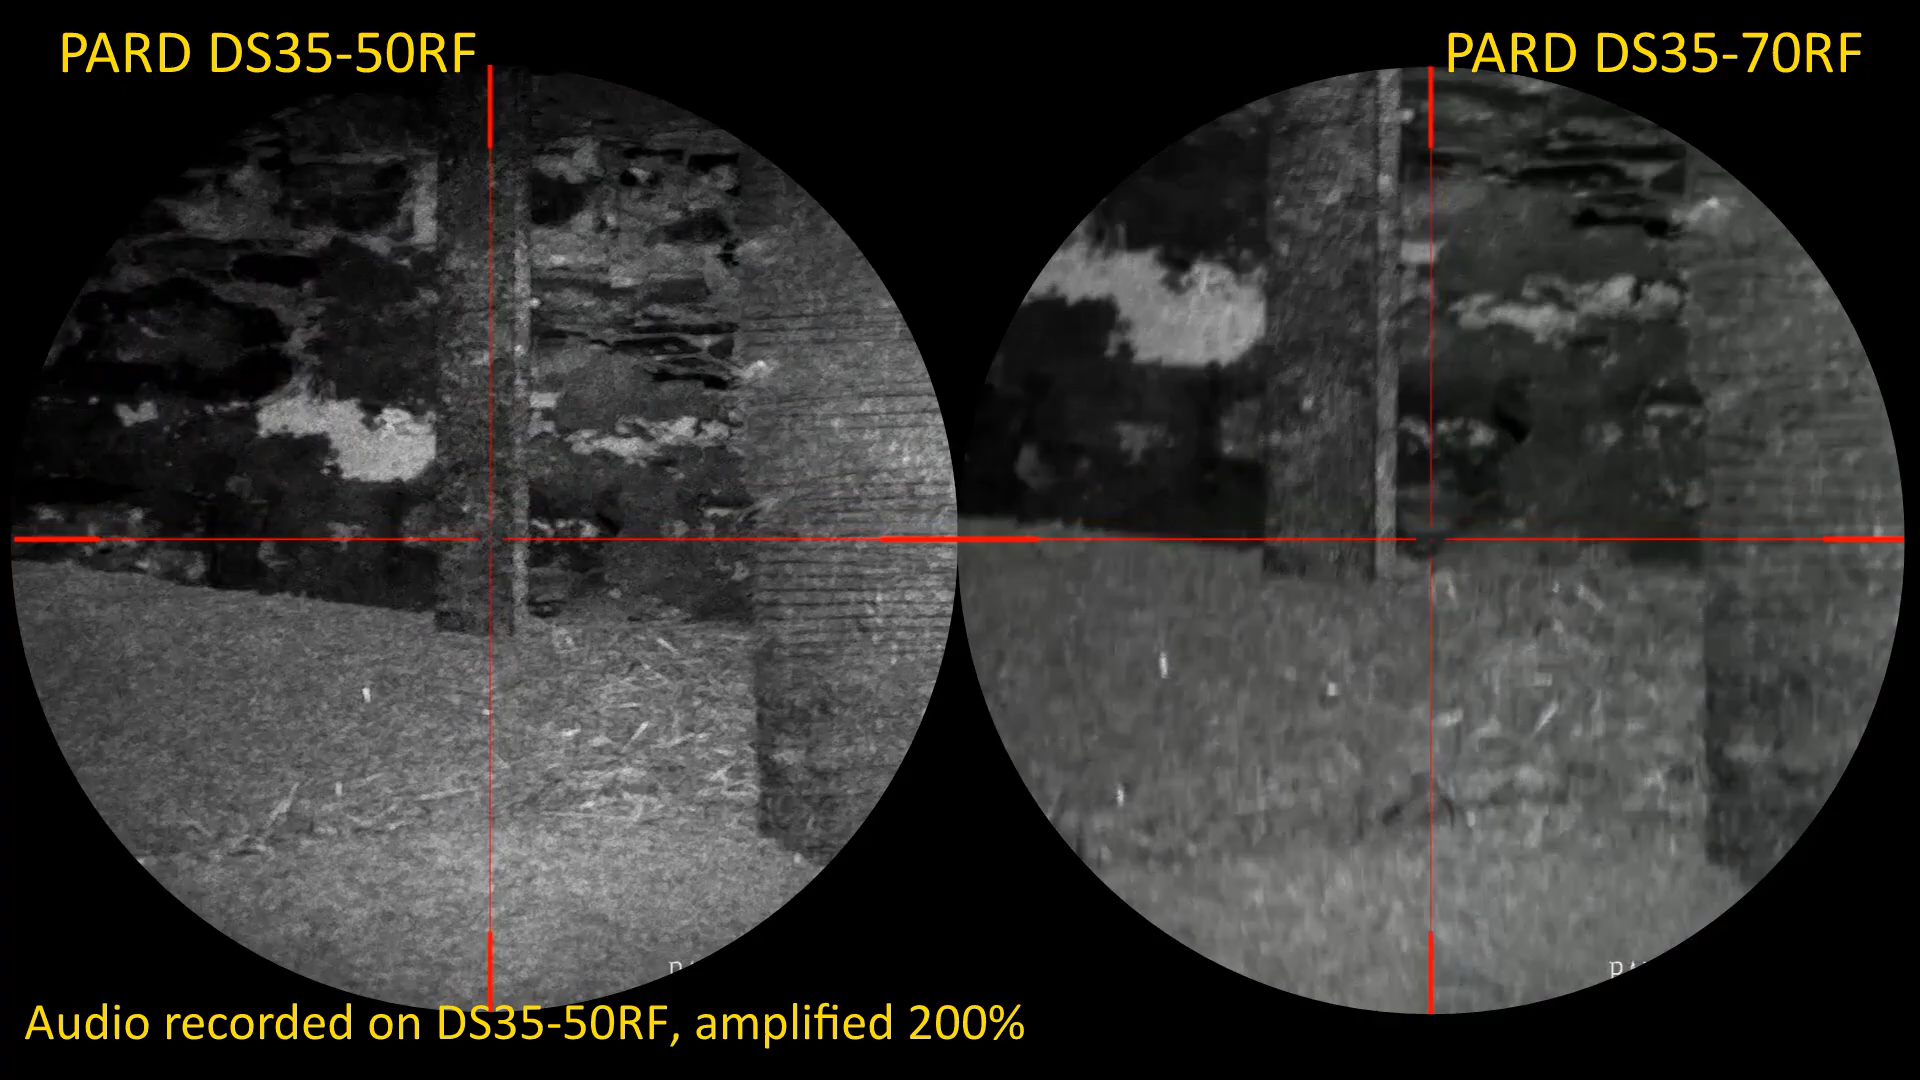 PARD DS35-50RF
PARD DS35-70RF
Audio recorded on DS35-50RF, amplified 200%